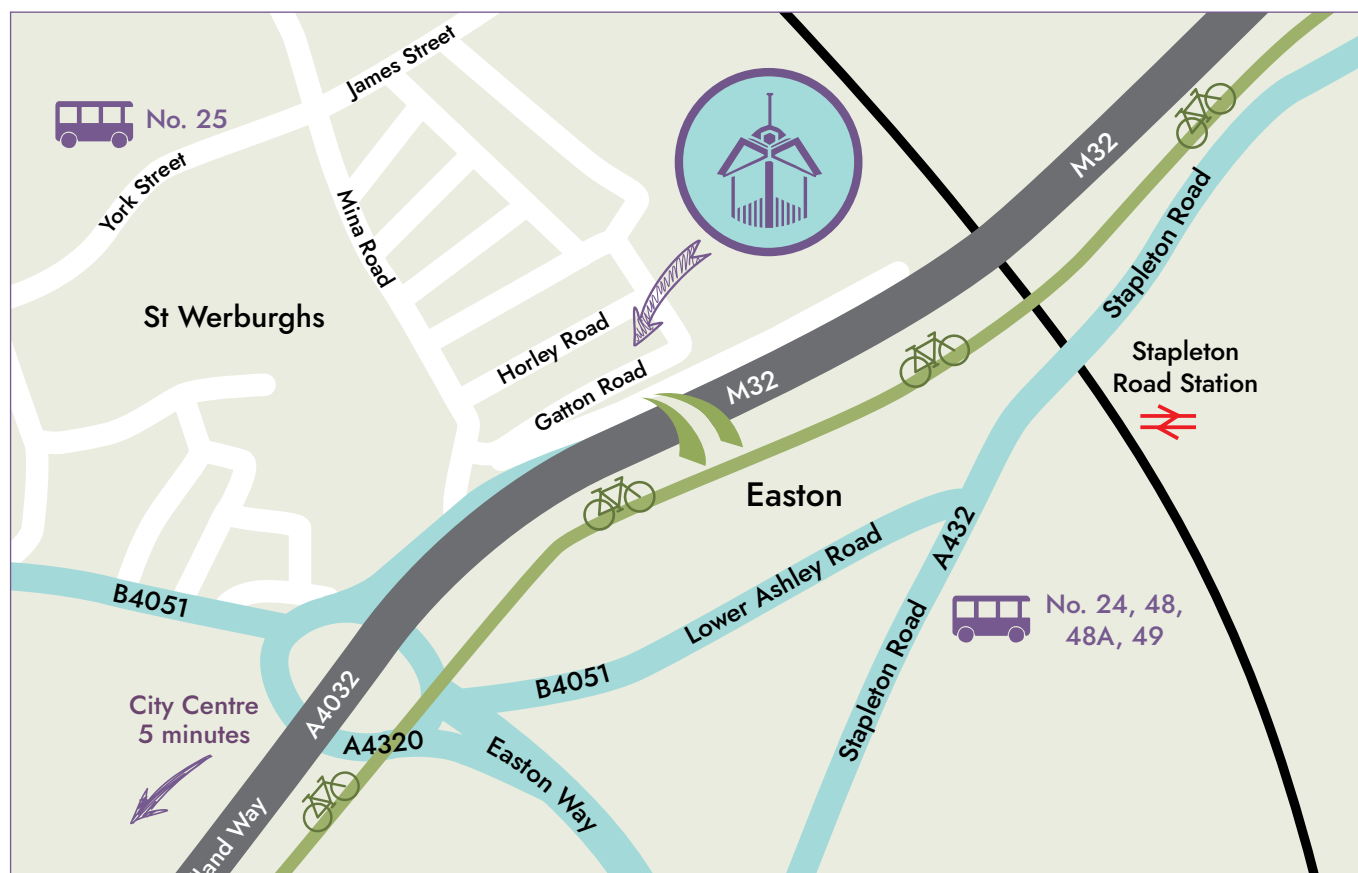 James Street
No. 25
York Street
Mina Road
M32
Stapleton Road
St Werburghs
Horley Road
Gatton Road
M32
Stapleton
Road Station
Easton
A432
Lower Ashley Road
B4051
No. 24, 48,
48A, 49
Stapleton Road
B4051
A4032
City Centre
5 minutes
A4320
Easton Way
land Way